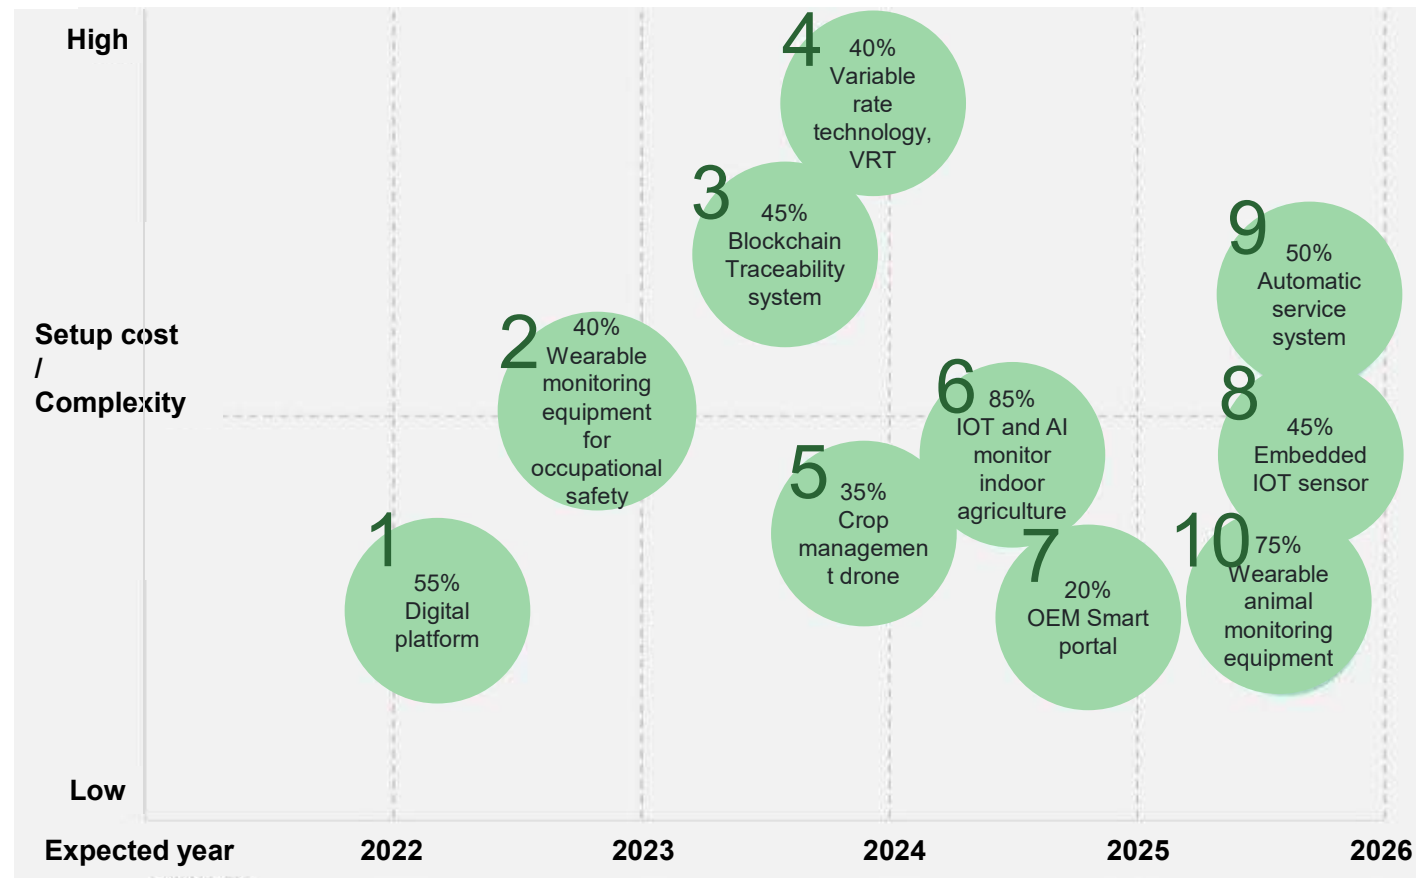 High
4
40%
Variable
rate
technology,
VRT
3
45%
Blockchain
Traceability
system
9
50%
Automatic
service
system
Setup cost
/
Complexity
2
40%
Wearable
monitoring
equipment
for
occupational
safety
6
85%
IOT and AI
monitor
indoor
agriculture
8
45%
Embedded
IOT sensor
5
35%
Crop
managemen
t drone
1
55%
Digital
platform
7
20%
OEM Smart
portal
10
75%
Wearable
animal
monitoring
equipment
Low
Expected year
2022
2023
2024
2025
2026